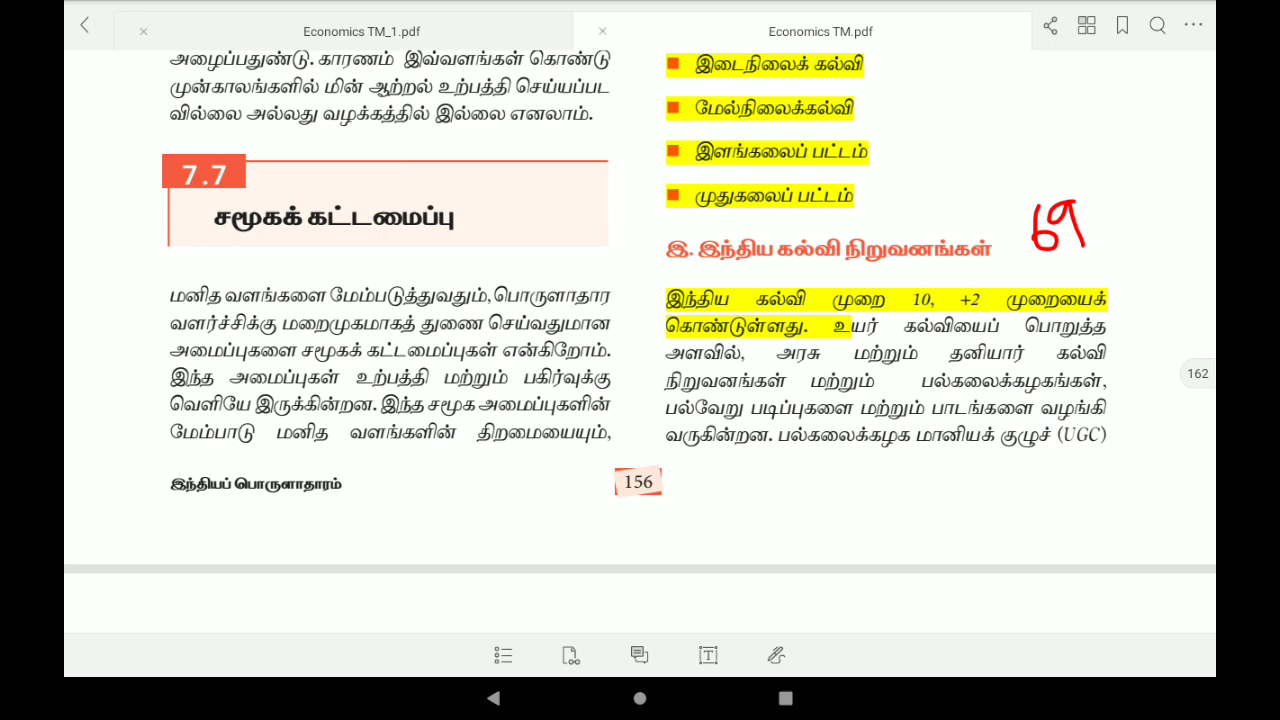 Economics TM_1.pdf
Economics TM.pdf
அழைப்பதுண்டு. காரணம் இவ்வளங்கள் கொண்டு
முன்காலங்களில் மின் ஆற்றல் உற்பத்தி செய்யப்பட
வில்லை அல்லது வழக்கத்தில் இல்லை எனலாம்.
7.7
சமூகக் கட்டமைப்பு
மனித வளங்களை மேம்படுத்துவதும், பொருளாதார
வளர்ச்சிக்கு மறைமுகமாகத் துணை செய்வதுமான
அமைப்புகளை சமூகக் கட்டமைப்புகள் என்கிறோம்.
இந்த அமைப்புகள் உற்பத்தி மற்றும் பகிர்வுக்கு
வெளியே இருக்கின்றன. இந்த சமூக அமைப்புகளின்
மேம்பாடு மனித வளங்களின் திறமையையும்,
இடைநிலைக் கல்வி
மேல்நிலைக்கல்வி
இளங்கலைப் பட்டம்
முதுகலைப் பட்டம்
இ. இந்திய கல்வி நிறுவனங்கள்
இந்திய கல்வி முறை 10, +2 முறையைக்
கொண்டுள்ளது. உயர் கல்வியைப் பொறுத்த
அளவில், அரசு மற்றும் தனியார் கல்வி
நிறுவனங்கள் மற்றும் பல்கலைக்கழகங்கள்,
பல்வேறு படிப்புகளை மற்றும் பாடங்களை வழங்கி
வருகின்றன. பல்கலைக்கழக மானியக் குழுச் (UGC)
162
இந்தியப் பொருளாதாரம்
156